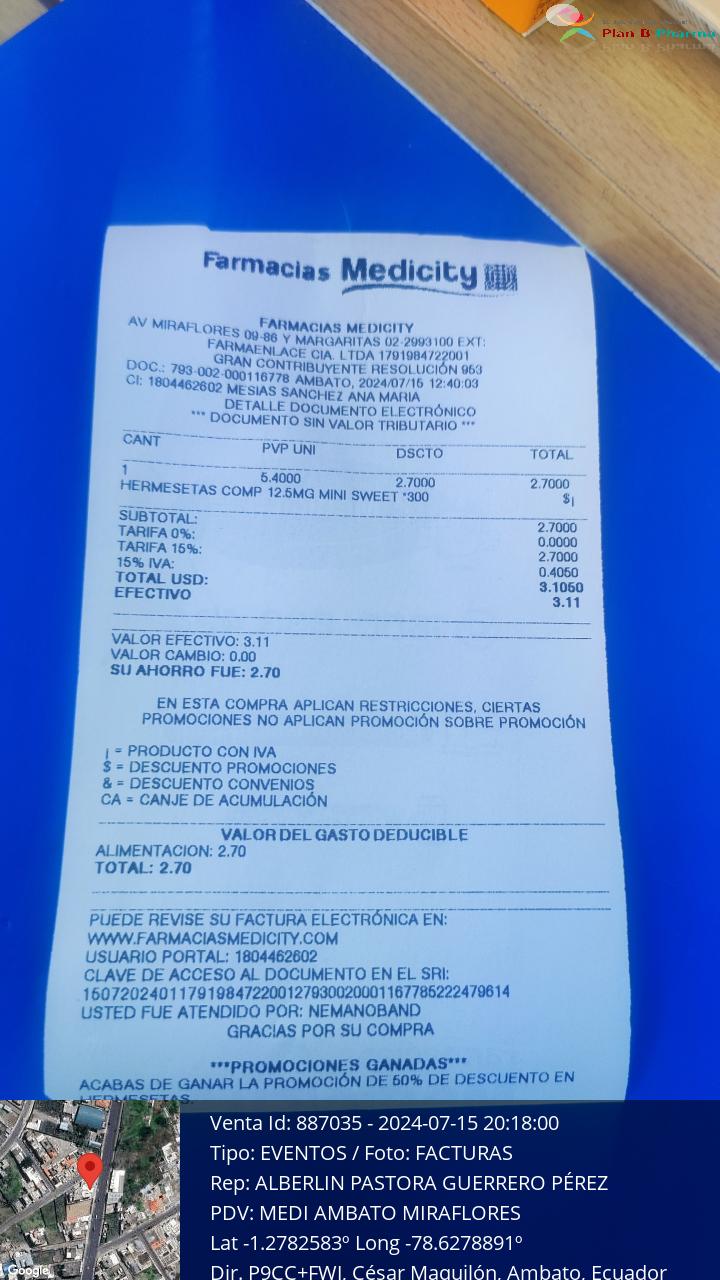 Plan B Pharma
Farmacias Medicity
FARMACIAS MEDICITY
AV MIRAFLORES 09-86 Y MARGARITAS 02-2993100 EXT:
FARMAENLACE CIA. LTDA 1791984722001
GRAN CONTRIBUYENTE RESOLUCIÓN 953
DOC.: 793-002-000116778 AMBATO, 2024/07/15 12:40:03
CI: 1804462602 MESIAS SANCHEZ ANA MARIA
DETALLE DOCUMENTO ELECTRÓNICO
*** DOCUMENTO SIN VALOR TRIBUTARIO ***
CANT PVP UNI DSCTO TOTAL
1 5.4000 2.7000 2.7000
HERMESETAS COMP 12.5MG MINI SWEET *300 $¡
SUBTOTAL: 2.7000
TARIFA 0%: 0.0000
TARIFA 15%: 2.7000
15% IVA: 0.4050
TOTAL USD: 3.1050
EFECTIVO 3.11
VALOR EFECTIVO: 3.11
VALOR CAMBIO: 0.00
SU AHORRO FUE: 2.70
EN ESTA COMPRA APLICAN RESTRICCIONES, CIERTAS
PROMOCIONES NO APLICAN PROMOCIÓN SOBRE PROMOCIÓN
¡ = PRODUCTO CON IVA
$ = DESCUENTO PROMOCIONES
& = DESCUENTO CONVENIOS
CA = CANJE DE ACUMULACIÓN
VALOR DEL GASTO DEDUCIBLE
ALIMENTACION: 2.70
TOTAL: 2.70
PUEDE REVISE SU FACTURA ELECTRÓNICA EN:
WWW.FARMACIASMEDICITY.COM
USUARIO PORTAL: 1804462602
CLAVE DE ACCESO AL DOCUMENTO EN EL SRI:
1507202401179198472200127930020001167785222479614
USTED FUE ATENDIDO POR: NEMANOBAND
GRACIAS POR SU COMPRA
***PROMOCIONES GANADAS***
ACABAS DE GANAR LA PROMOCIÓN DE 50% DE DESCUENTO EN
HERMESETAS.
Venta Id: 887035 - 2024-07-15 20:18:00
Tipo: EVENTOS / Foto: FACTURAS
Rep: ALBERLIN PASTORA GUERRERO PÉREZ
PDV: MEDI AMBATO MIRAFLORES
Lat -1.2782583º Long -78.6278891º
Dir. P9CC+FWJ, César Maquilón, Ambato, Ecuador
Google